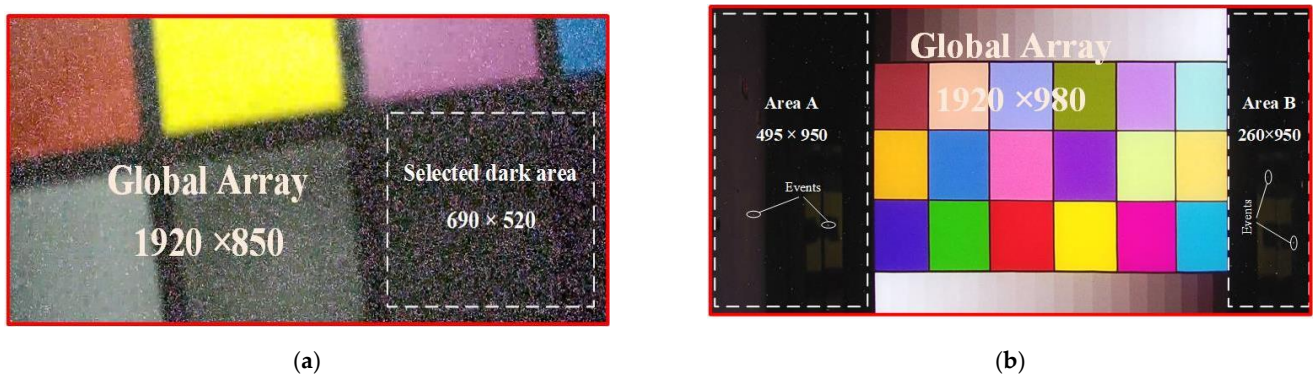 Global Array
1920 ×850
Selected dark area
690 × 520
(a)
Global Array
1920 ×980
Area A
495 × 950
Events
Area B
260×950
Events
(b)